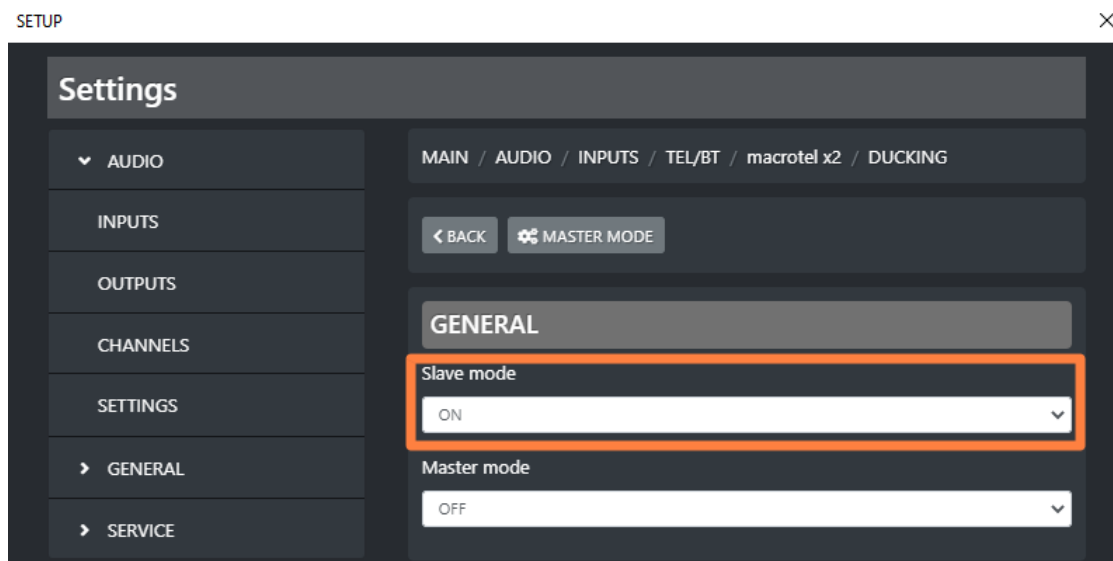 SETUP
Settings
AUDIO
INPUTS
OUTPUTS
CHANNELS
SETTINGS
GENERAL
SERVICE
MAIN / AUDIO / INPUTS / TEL/BT / macrotel x2 / DUCKING
BACK MASTER MODE
GENERAL
Slave mode
ON
Master mode
OFF